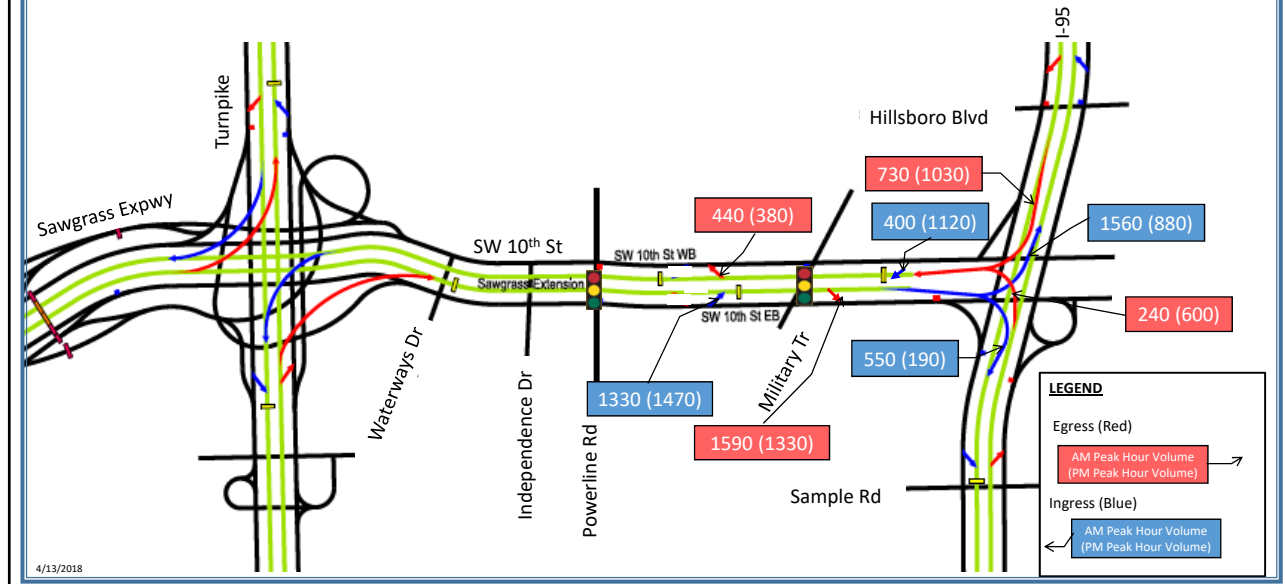 I-95
Turnpike
Hillsboro Blvd
730 (1030)
Sawgrass Expwy
440 (380)
400 (1120)
1560 (880)
SW 10th St
SW 10th St WB
Sawgrass Extension
SW 10th St EB
240 (600)
550 (190)
Waterways Dr
Independence Dr
Powerline Rd
Military Tr
1330 (1470)
1590 (1330)
Sample Rd
LEGEND
Egress (Red)
AM Peak Hour Volume
(PM Peak Hour Volume)
Ingress (Blue)
AM Peak Hour Volume
(PM Peak Hour Volume)
4/13/2018